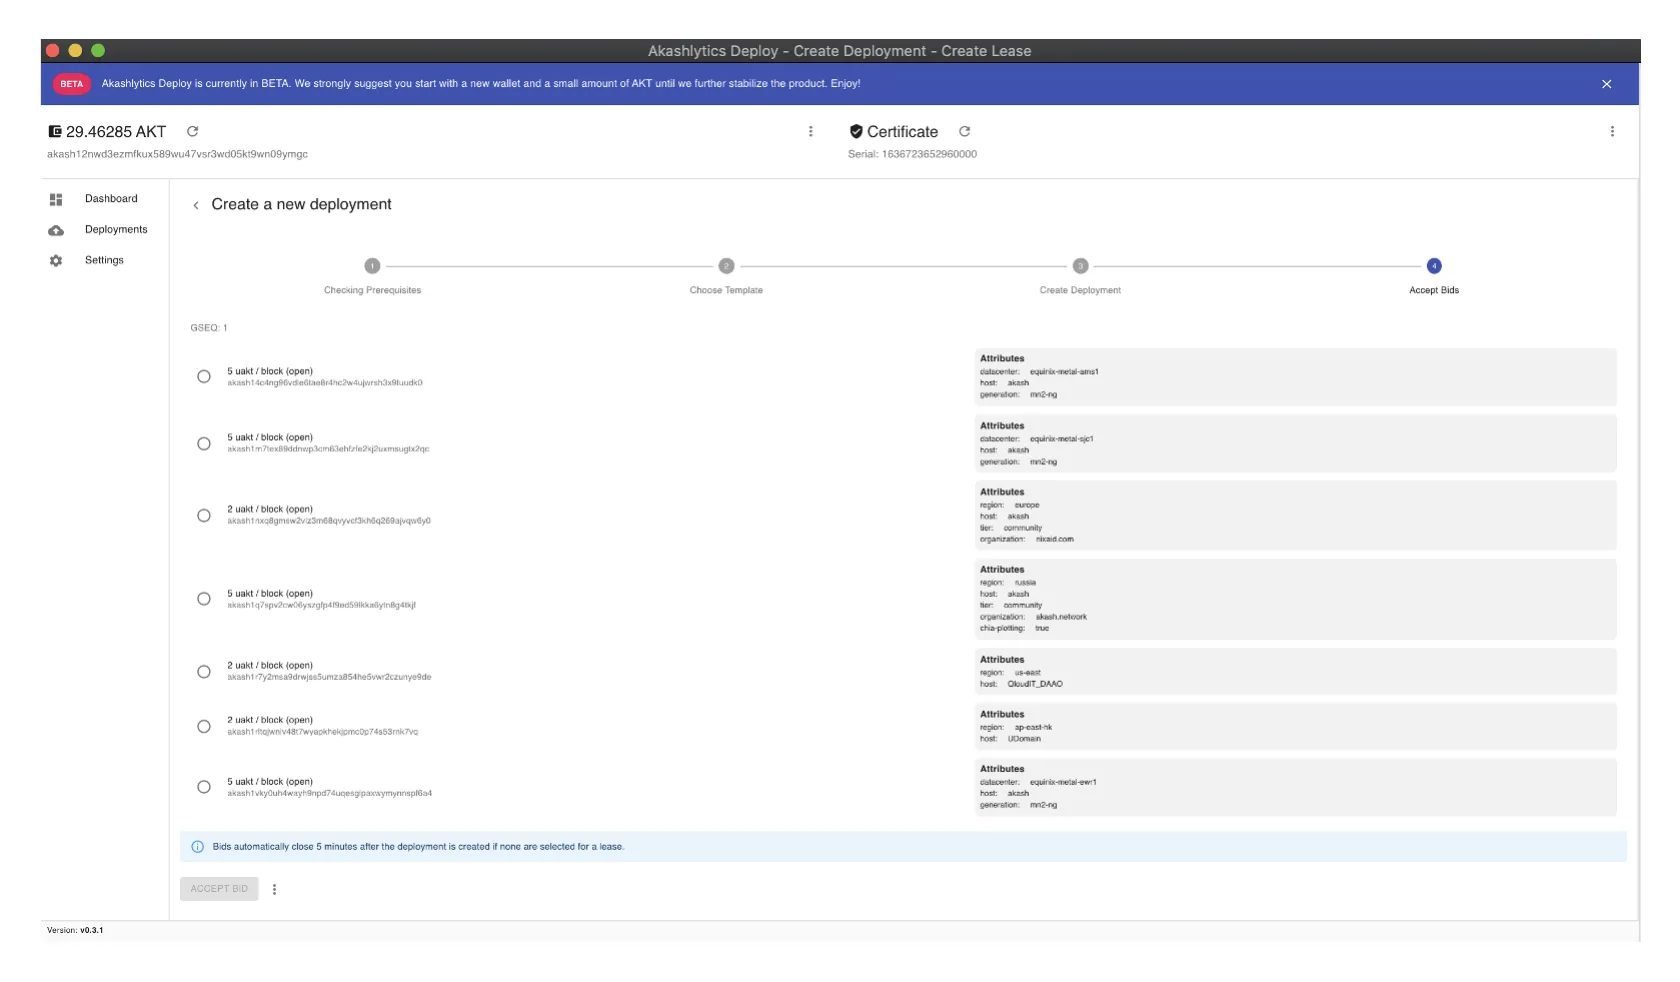 Akashlytics Deploy - Create Deployment - Create Lease
BETA Akashlytics Deploy is currently in BETA. We strongly suggest you start with a new wallet and a small amount of AKT until we further stabilize the product. Enjoy!
29.46285 AKT
akash12nwd3ezmfkux589wu47vsr3wd05kt9wn09ymgc
Certificate
Serial: 1636723652960000
Dashboard
Deployments
Settings
Create a new deployment
1
Checking Prerequisites
2
Choose Template
3
Create Deployment
4
Accept Bids
GSEQ: 1
5 uakt / block (open)
Attributes
datacenter: equinix-metal-ams1
host: akash
generation: mn2-ng
5 uakt / block (open)
Attributes
datacenter: equinix-metal-sjc1
host: akash
generation: mn2-ng
2 uakt / block (open)
Attributes
region: europe
host: akash
tier: community
organization: nixaid.com
5 uakt / block (open)
Attributes
region: russia
host: akash
tier: community
organization: akash.network
chia-plotting: true
2 uakt / block (open)
akash1r7y2msa9drwjss5umza854he5vwr2czunye9de
Attributes
region: us-east
host: QloudIT_DAAO
2 uakt / block (open)
Attributes
region: ap-east-hk
host: UDomain
5 uakt / block (open)
Attributes
datacenter: equinix-metal-ewr1
host: akash
generation: mn2-ng
Bids automatically close 5 minutes after the deployment is created if none are selected for a lease.
ACCEPT BID
Version: v0.3.1